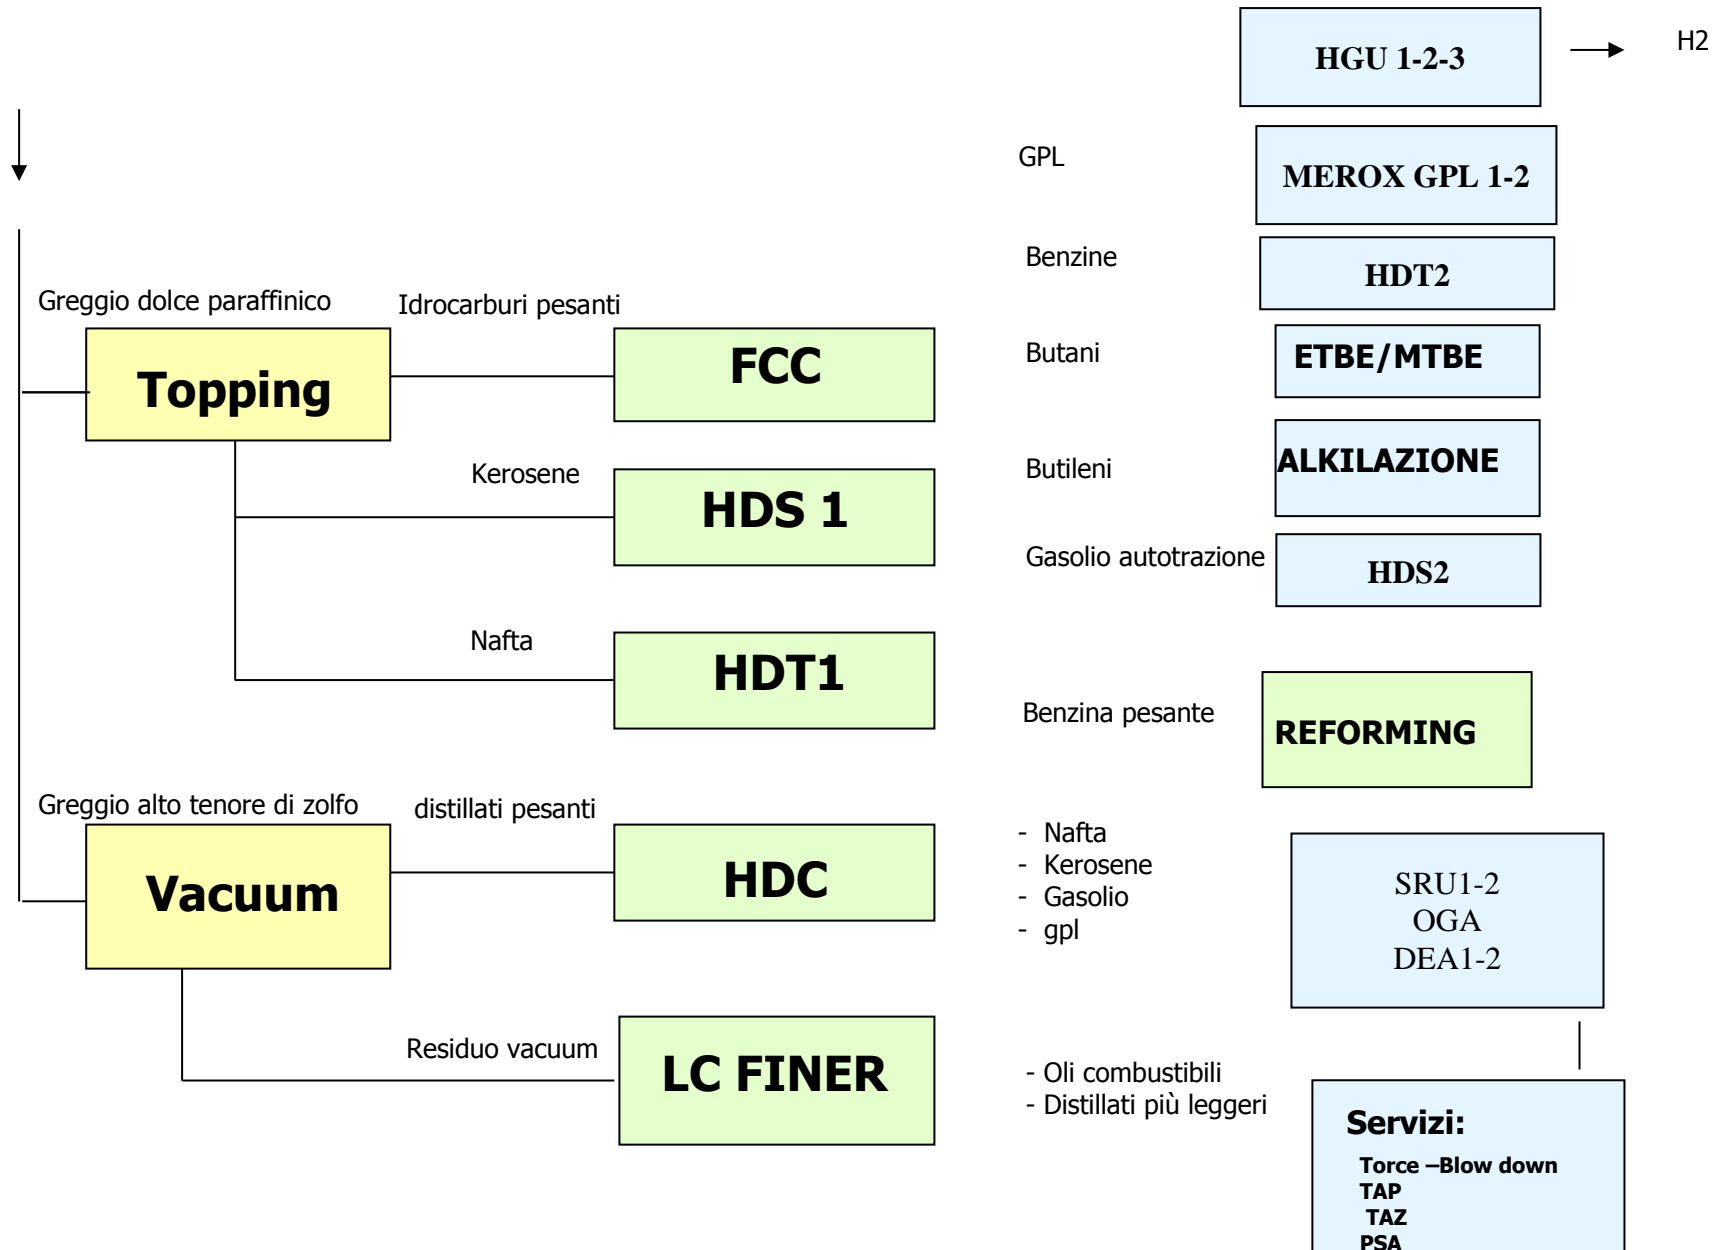 HGU 1-2-3
H2
GPL
MEROX GPL 1-2
Benzine
HDT2
Greggio dolce paraffinico
Idrocarburi pesanti
Topping
FCC
Butani
ETBE/MTBE
Kerosene
HDS 1
Butileni
ALKILAZIONE
Gasolio autotrazione
HDS2
Nafta
HDT1
Benzina pesante
REFORMING
Greggio alto tenore di zolfo
distillati pesanti
Vacuum
HDC
- Nafta
- Kerosene
- Gasolio
- gpl
SRU1-2
OGA
DEA1-2
Residuo vacuum
LC FINER
- Oli combustibili
- Distillati più leggeri
Servizi:
Torce –Blow down
TAP
TAZ
PSA